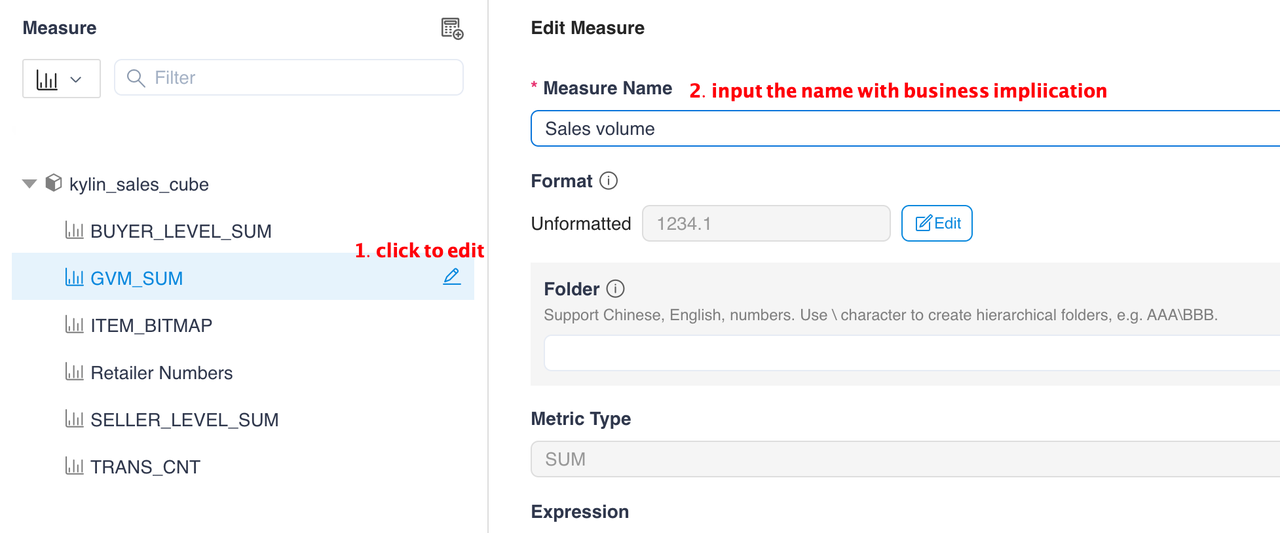 Measure
Filter
kylin_sales_cube
BUYER_LEVEL_SUM
1. click to edit
GVM_SUM
ITEM_BITMAP
Retailer Numbers
SELLER_LEVEL_SUM
TRANS_CNT
Edit Measure
* Measure Name 2. input the name with business impliication
Sales volume
Format
Unformatted 1234.1 Edit
Folder
Support Chinese, English, numbers. Use \ character to create hierarchical folders, e.g. AAA\BBB.
Metric Type
SUM
Expression